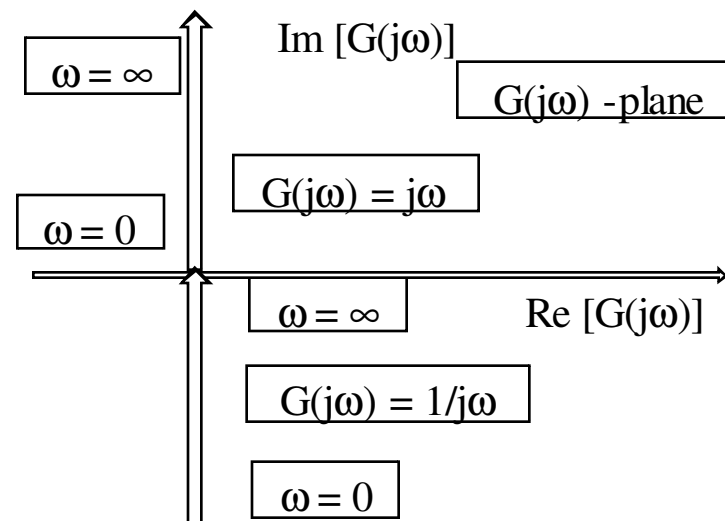 Im [G(jω)]
ω = ∞
G(jω) -plane
G(jω) = jω
ω = 0
ω = ∞
Re [G(jω)]
G(jω) = 1/jω
ω = 0